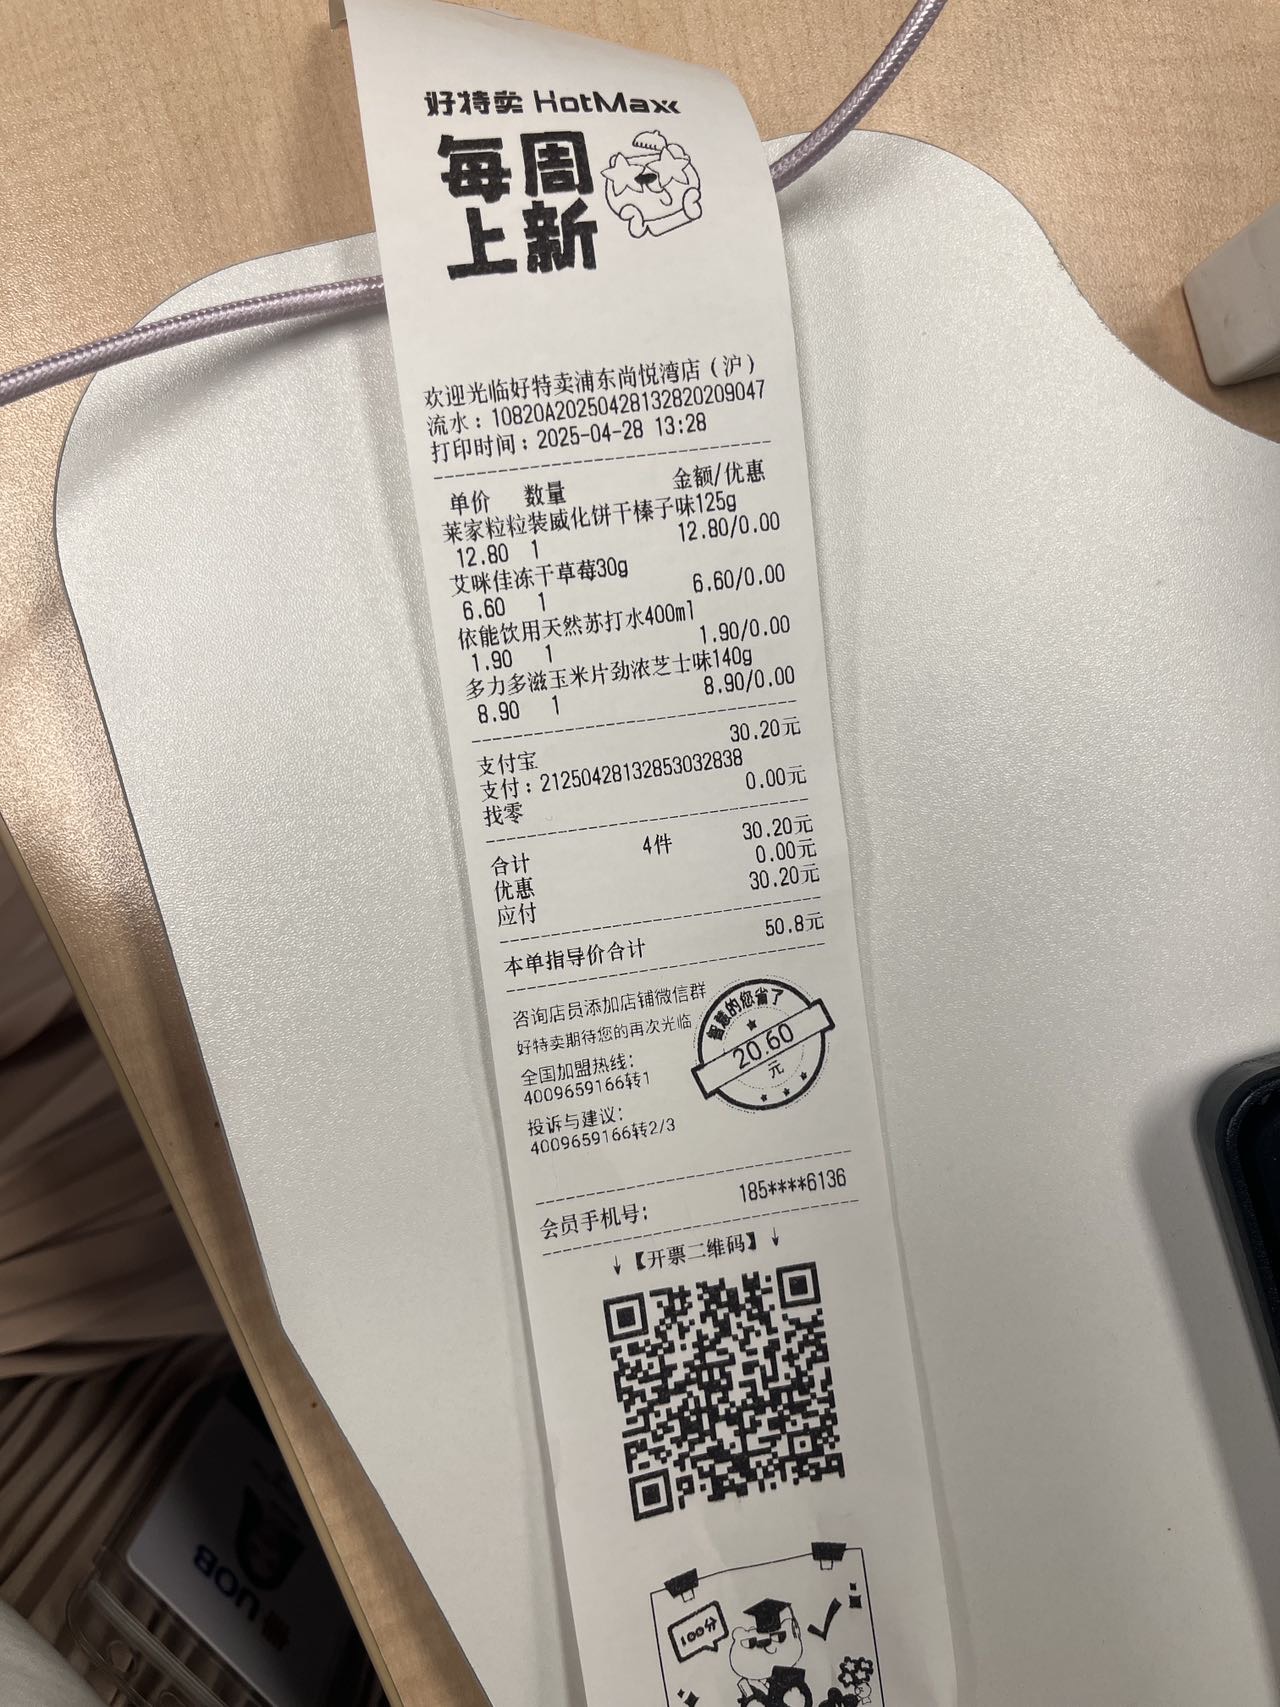 好特卖 HotMaxx
每周
上新
欢迎光临好特卖浦东尚悦湾店（沪）
流水：10820A20250428132820209047
打印时间：2025-04-28 13:28
单价 数量 金额/优惠
莱家粒粒装威化饼干榛子味125g
12.80 1 12.80/0.00
艾咪佳冻干草莓30g
6.60 1 6.60/0.00
依能饮用天然苏打水400ml
1.90 1 1.90/0.00
多力多滋玉米片劲浓芝士味140g
8.90 1 8.90/0.00
支付宝 30.20元
支付：21250428132853032838
找零 0.00元
合计 4件 30.20元
优惠 0.00元
应付 30.20元
本单指导价合计 50.8元
咨询店员添加店铺微信群
好特卖期待您的再次光临
全国加盟热线：
4009659166转1
投诉与建议：
4009659166转2/3
智慧的您省了
20.60
元
会员手机号： 185****6136
↓【开票二维码】↓
100分
UOB